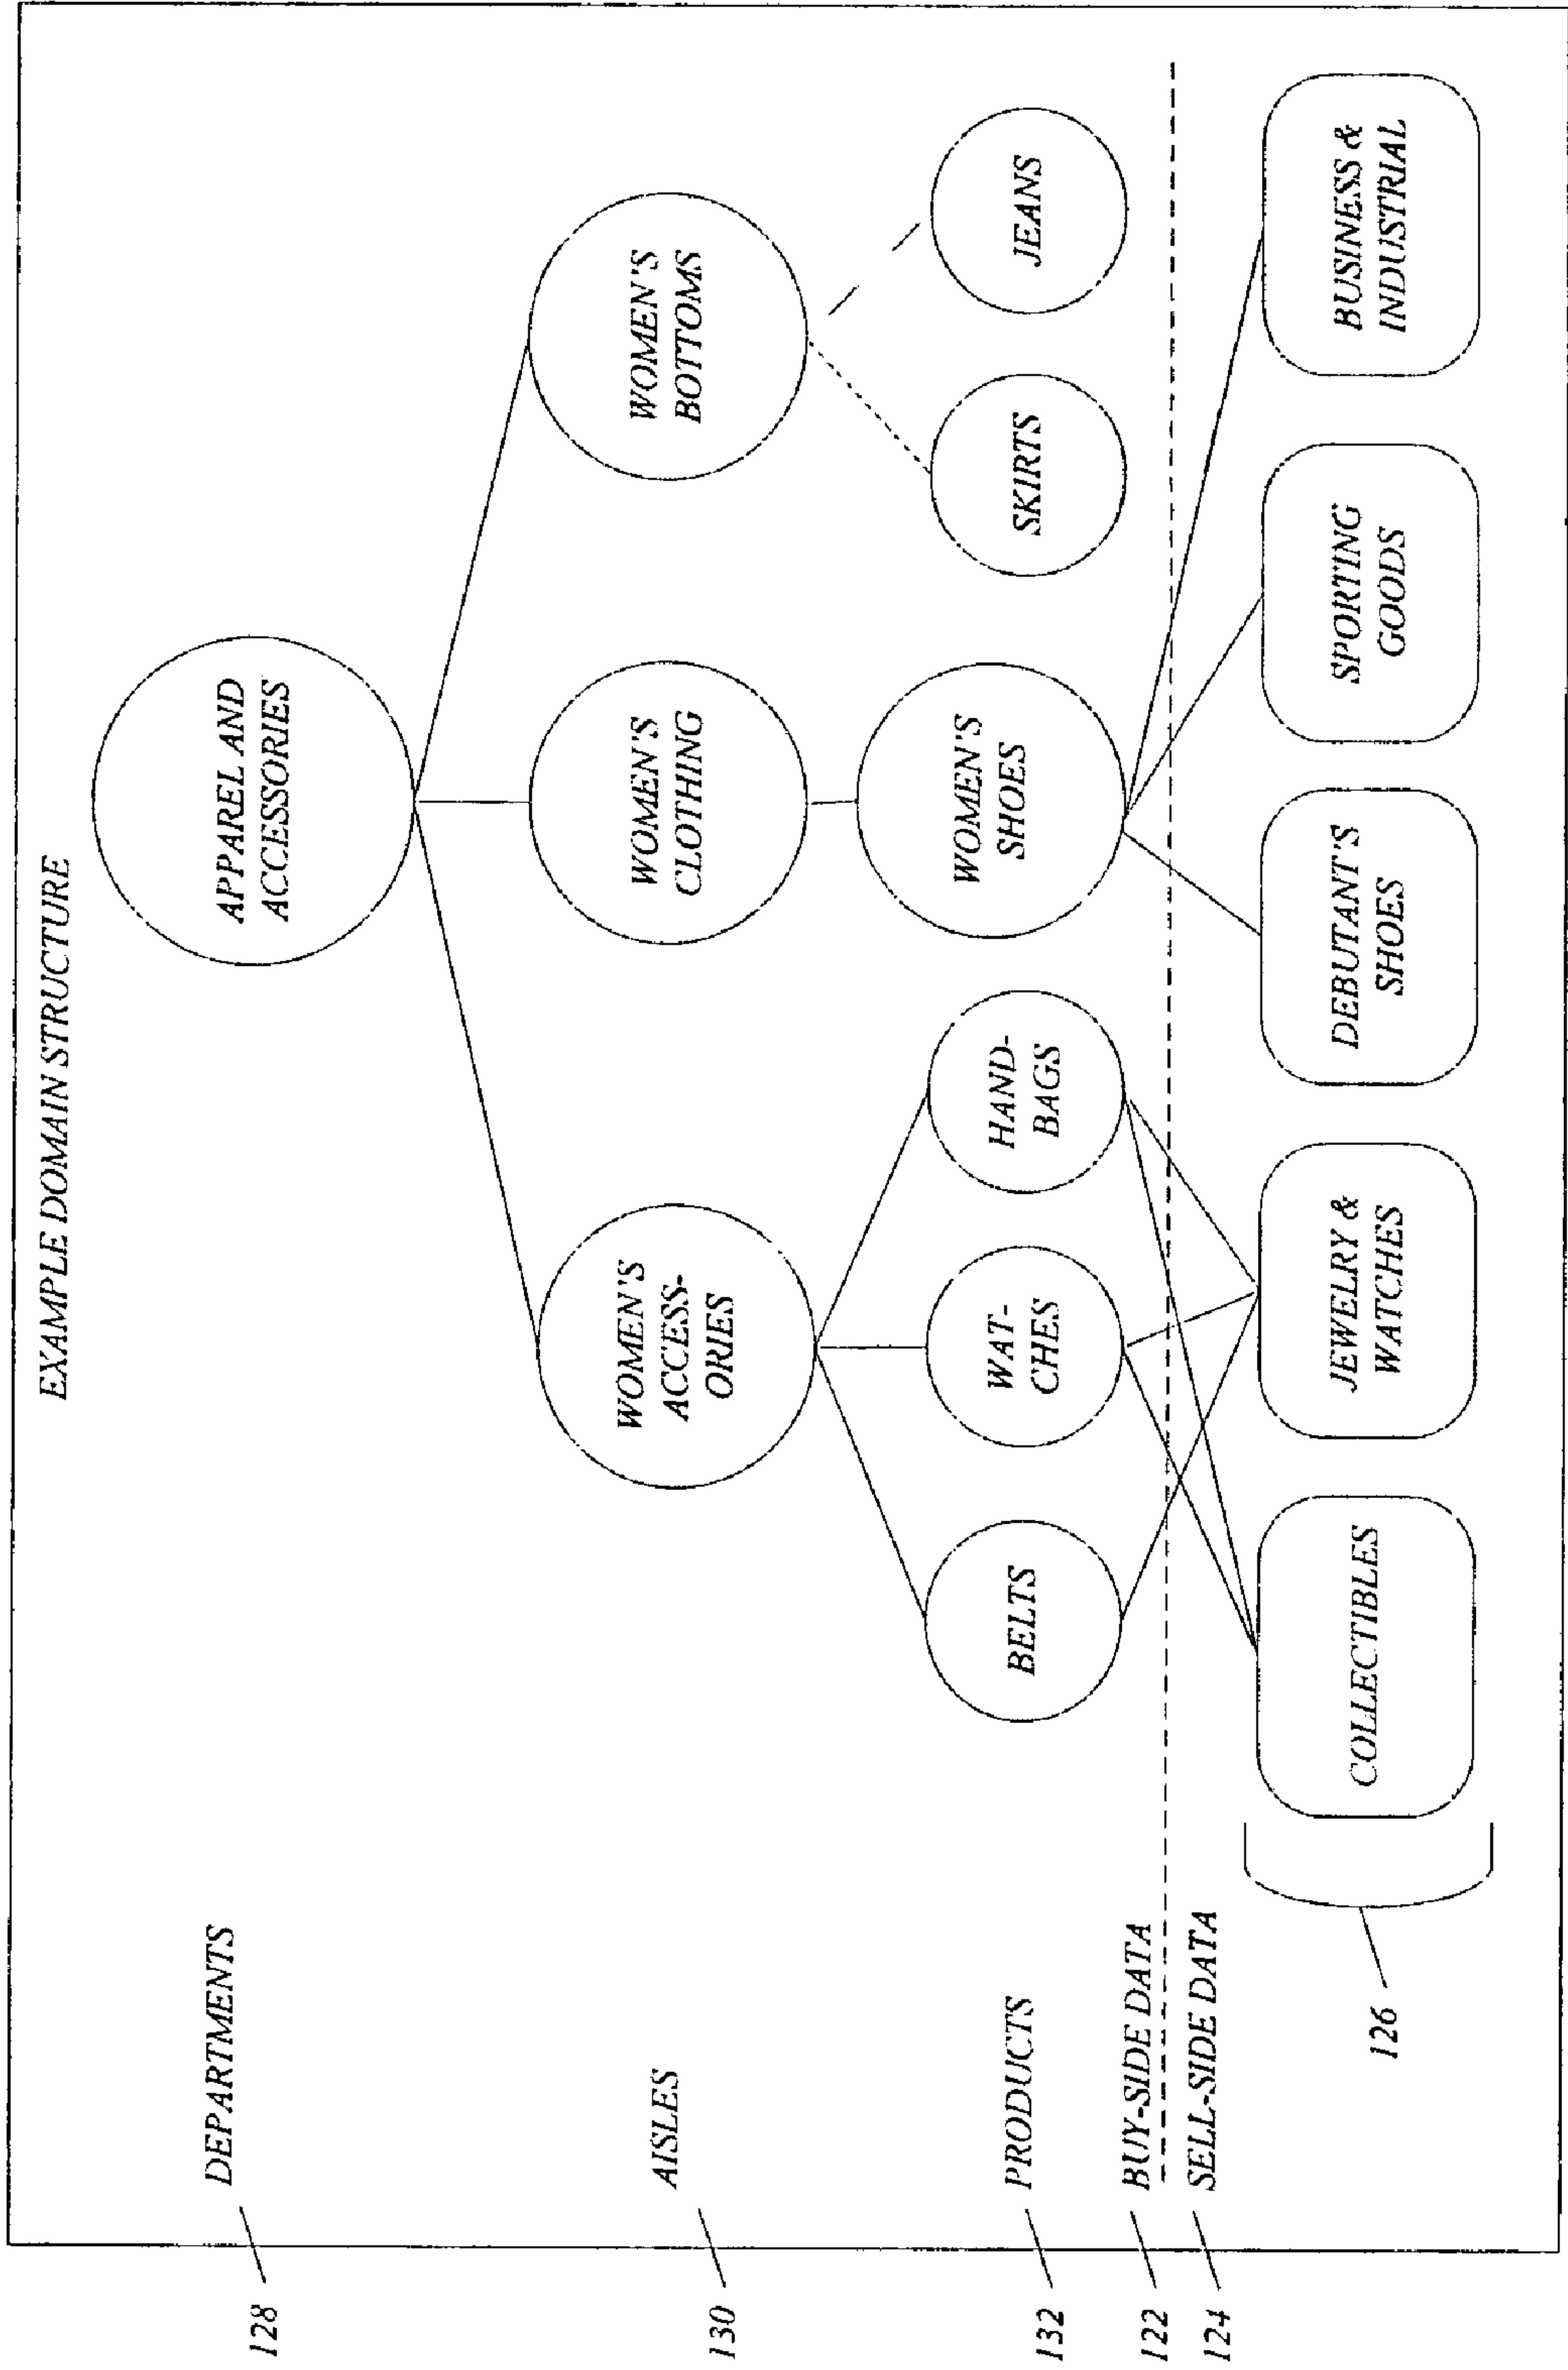 EXAMPLE DOMAIN STRUCTURE
128
DEPARTMENTS
APPAREL AND
ACCESSORIES
130
AISLES
WOMEN'S
ACCESS-
ORIES
WOMEN'S
CLOTHING
WOMEN'S
BOTTOMS
132
PRODUCTS
BELTS
WAT-
CHES
HAND-
BAGS
WOMEN'S
SHOES
SKIRTS
JEANS
122
BUY-SIDE DATA
124
SELL-SIDE DATA
126
COLLECTIBLES
JEWELRY &
WATCHES
DEBUTANT'S
SHOES
SPORTING
GOODS
BUSINESS &
INDUSTRIAL